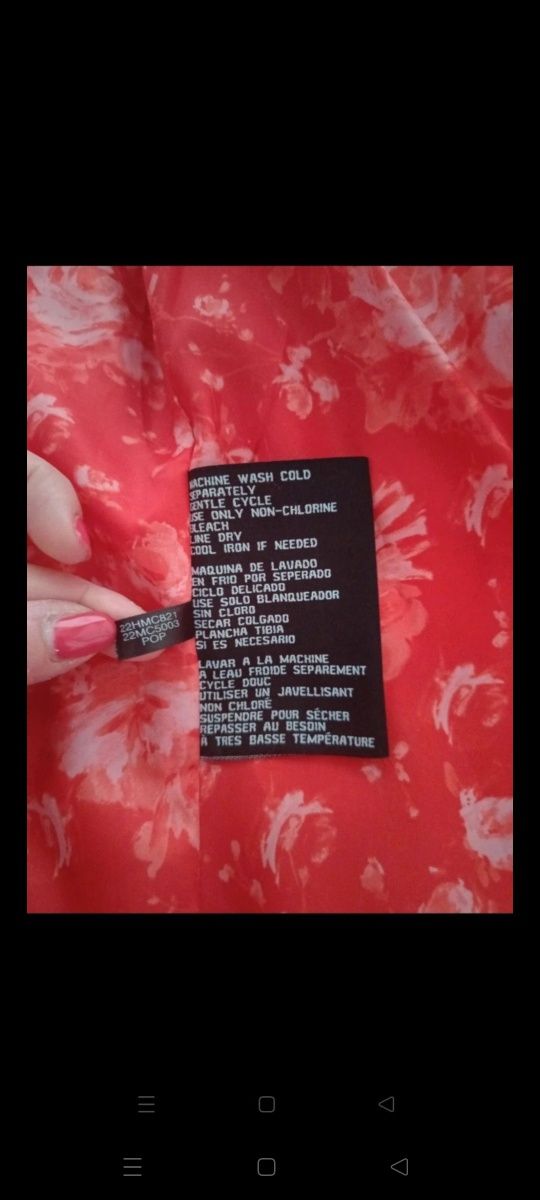 MACHINE WASH COLD
SEPARATELY
GENTLE CYCLE
USE ONLY NON-CHLORINE
BLEACH
LINE DRY
COOL IRON IF NEEDED
MAQUINA DE LAVADO
EN FRIO POR SEPERADO
CICLO DELICADO
USE SOLO BLANQUEADOR
SIN CLORO
SECAR COLGADO
PLANCHA TIBIA
SI ES NECESARIO
LAVAR A LA MACHINE
A LEAU FROIDE SEPAREMENT
CYCLE DOUC
UTILISER UN JAVELLISANT
NON CHLORÉ
SUSPENDRE POUR SÉCHER
REPASSER AU BESOIN
A TRES BASSE TEMPÉRATURE
22HMC821
22MC5003
POP